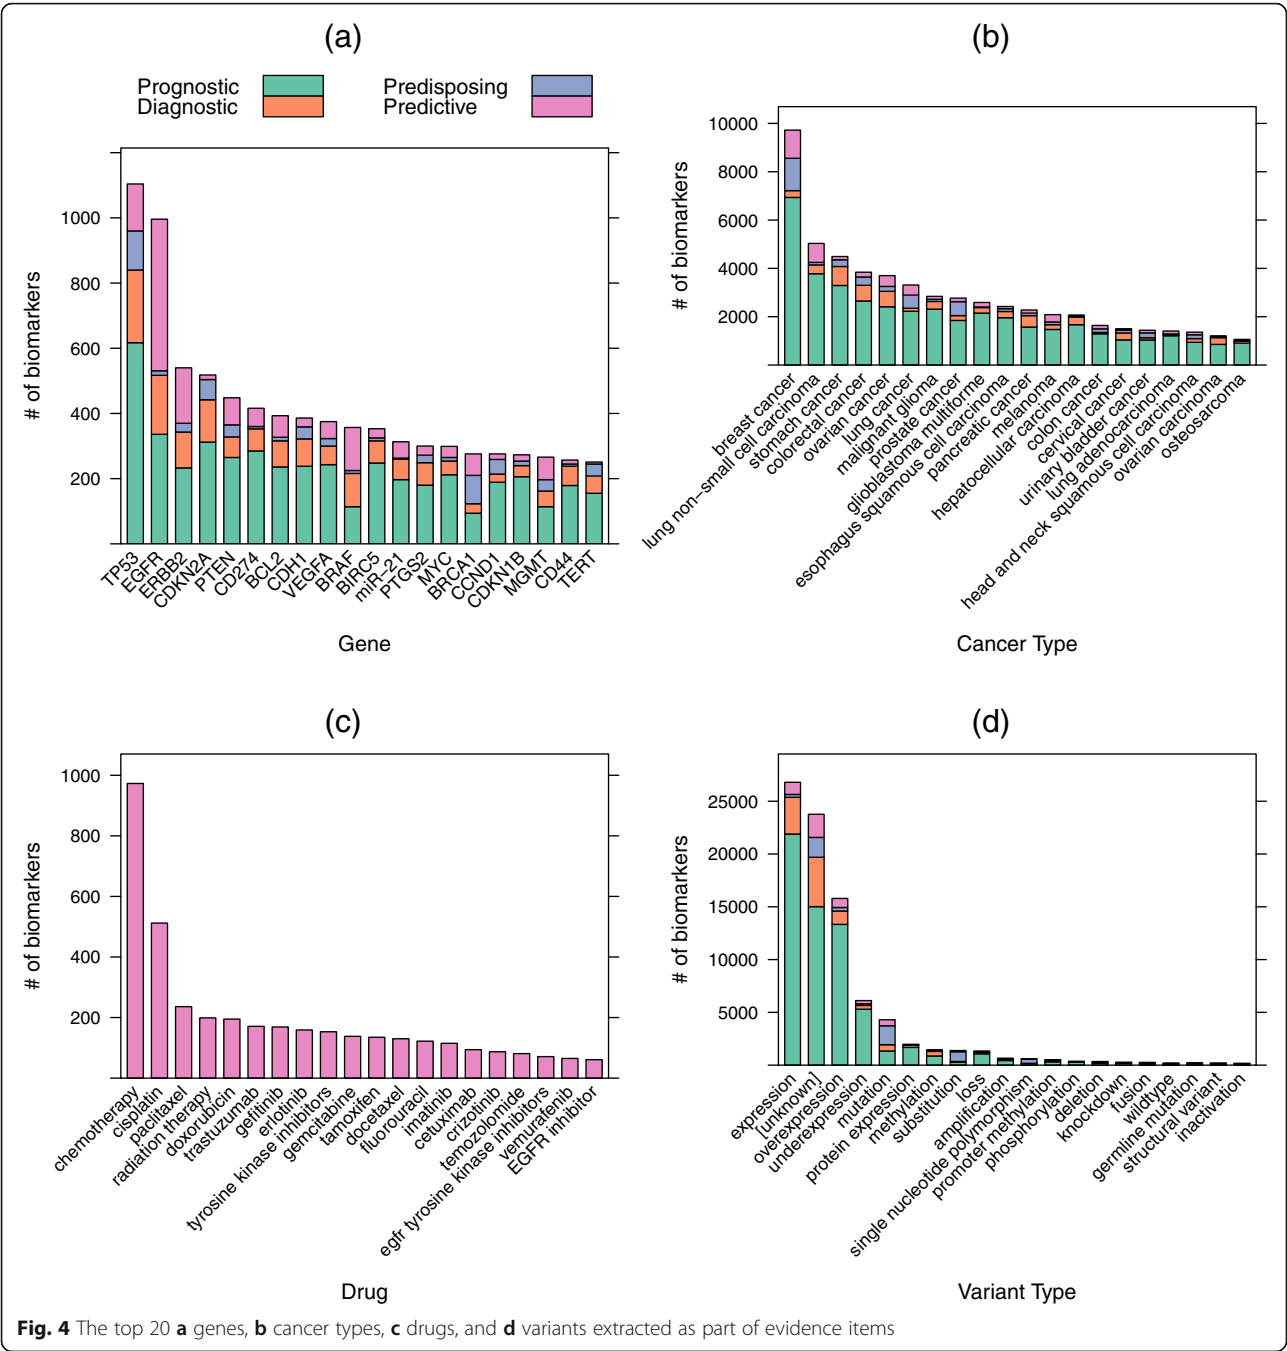 (a)
Prognostic
Diagnostic
Predisposing
Predictive
# of biomarkers
1000
800
600
400
200
TP53
EGFR
ERBB2
CDKN2A
PTEN
CD274
BCL2
CDH1
VEGFA
BRAF
BIRC5
miR−21
PTGS2
MYC
BRCA1
CCND1
CDKN1B
MGMT
CD44
TERT
Gene
(b)
# of biomarkers
10000
8000
6000
4000
2000
breast cancer
lung non−small cell carcinoma
stomach cancer
colorectal cancer
ovarian cancer
lung cancer
malignant glioma
prostate cancer
glioblastoma multiforme
esophagus squamous cell carcinoma
pancreatic cancer
melanoma
hepatocellular carcinoma
colon cancer
cervical cancer
urinary bladder cancer
lung adenocarcinoma
head and neck squamous cell carcinoma
ovarian carcinoma
osteosarcoma
Cancer Type
(c)
# of biomarkers
1000
800
600
400
200
chemotherapy
cisplatin
paclitaxel
radiation therapy
doxorubicin
trastuzumab
gefitinib
erlotinib
tyrosine kinase inhibitors
gemcitabine
tamoxifen
docetaxel
fluorouracil
imatinib
cetuximab
crizotinib
temozolomide
egfr tyrosine kinase inhibitors
vemurafenib
EGFR inhibitor
Drug
(d)
# of biomarkers
25000
20000
15000
10000
5000
expression
[unknown]
overexpression
underexpression
mutation
protein expression
methylation
substitution
loss
amplification
single nucleotide polymorphism
promoter methylation
phosphorylation
deletion
knockdown
fusion
wildtype
germline mutation
structural variant
inactivation
Variant Type
Fig. 4 The top 20 a genes, b cancer types, c drugs, and d variants extracted as part of evidence items